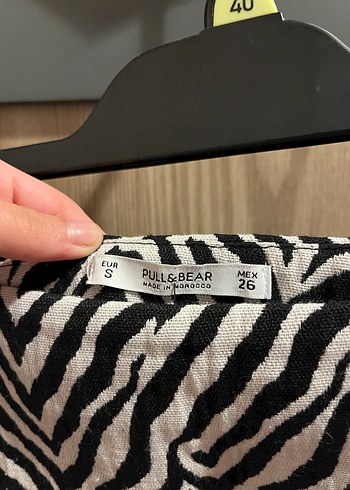 40
EUR
S
PULL&BEAR
MADE IN MOROCCO
MEX
26